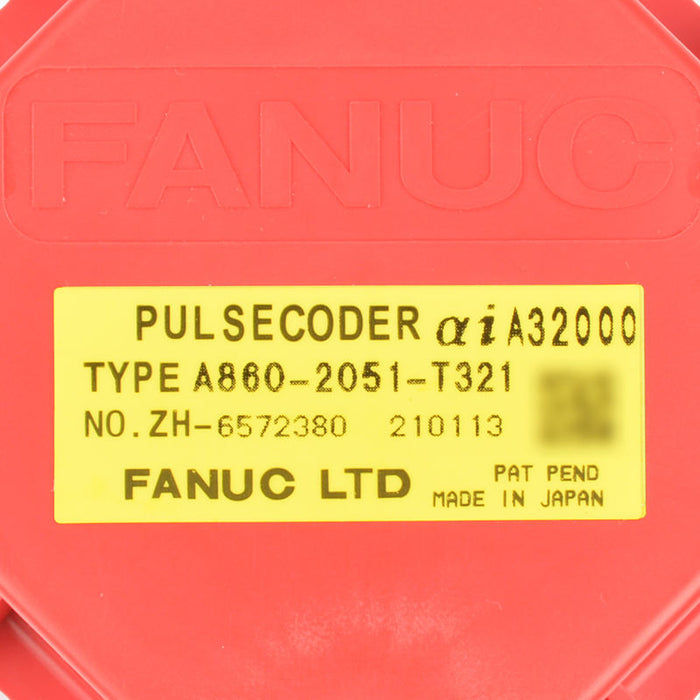 FANUC
PULSECODER αiA32000
TYPE A860-2051-T321
NO.ZH-6572380 210113
FANUC LTD
PAT PEND
MADE IN JAPAN